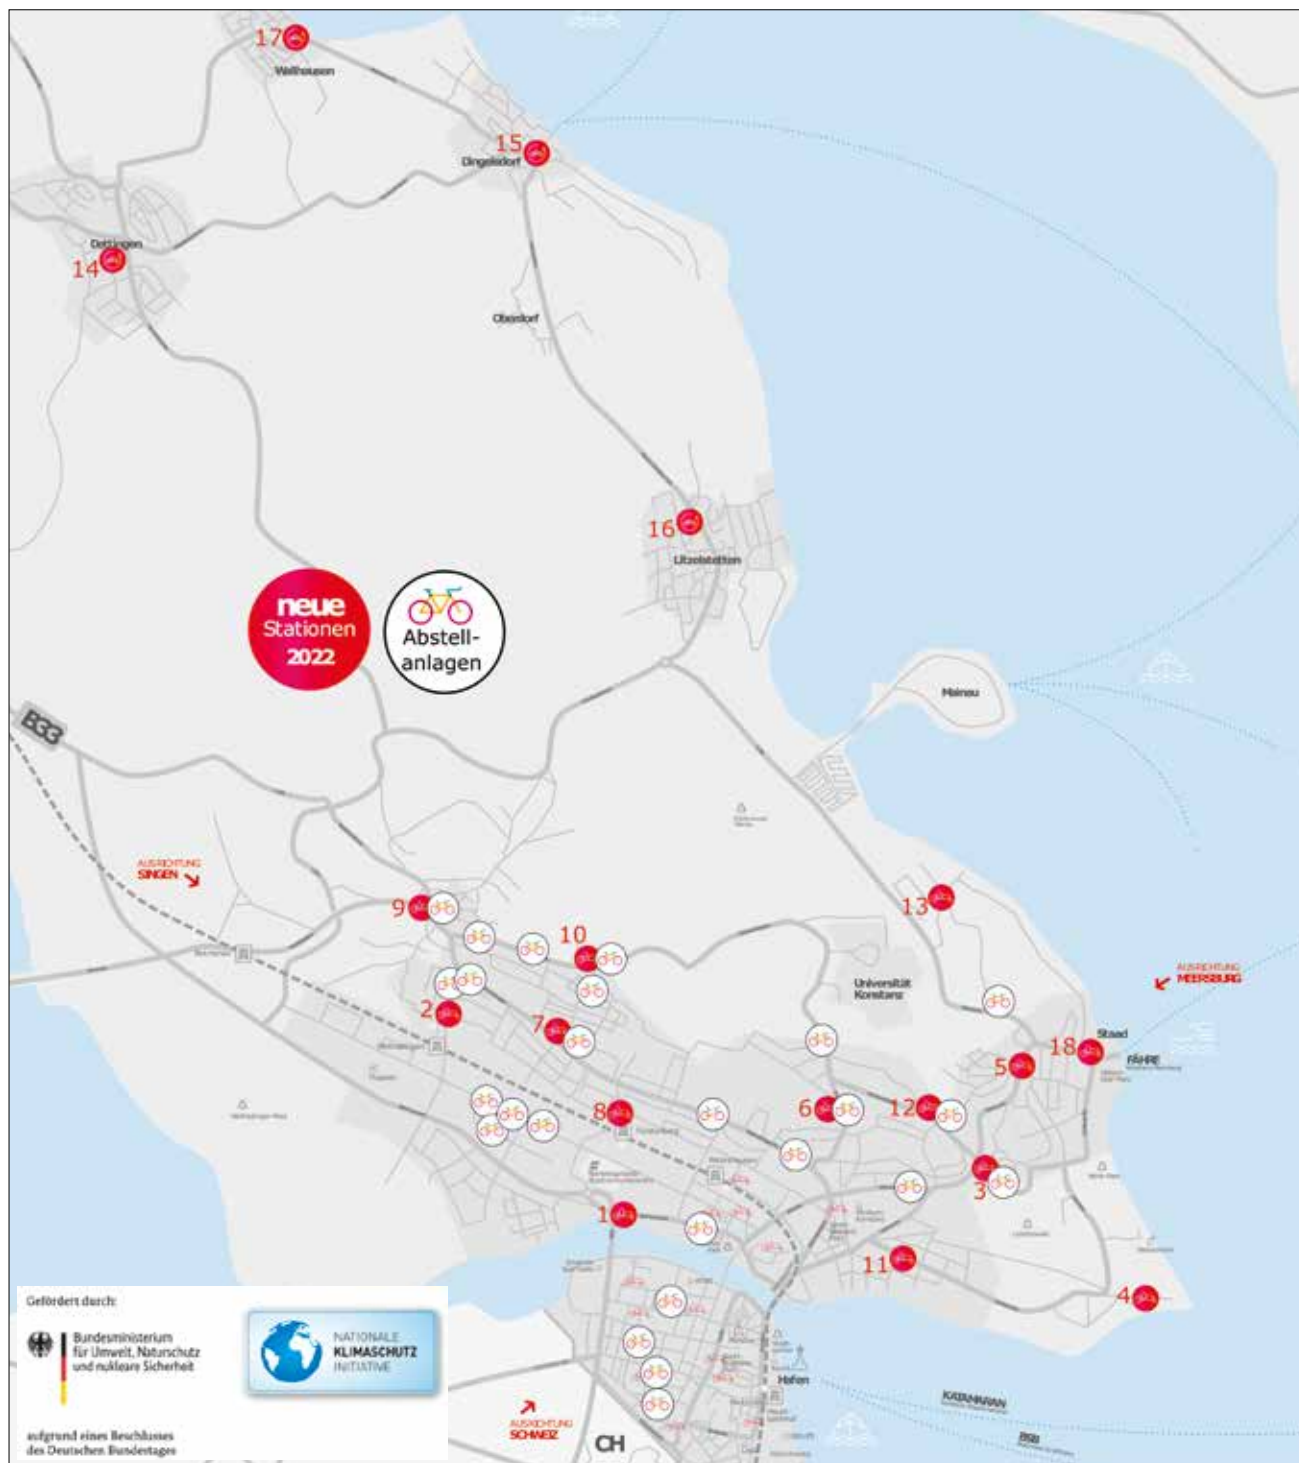 17
Wallhausen
15
Dingelsdorf
Dettingen
14
Oberdorf
16
Litzelstetten
neue
Stationen
2022
Abstell-
anlagen
Mainau
B33
AUSRICHTUNG
SINGEN
9
10
13
Universität
Konstanz
AUSRICHTUNG
MEERSBURG
2
7
Staad
18
FÄHRE
5
8
6
12
3
1
11
4
Hafen
KATAMARAN
BSB
AUSRICHTUNG
SCHWEIZ
CH
Gefördert durch:
Bundesministerium
für Umwelt, Naturschutz
und nukleare Sicherheit
NATIONALE
KLIMASCHUTZ
INITIATIVE
aufgrund eines Beschlusses
des Deutschen Bundestages